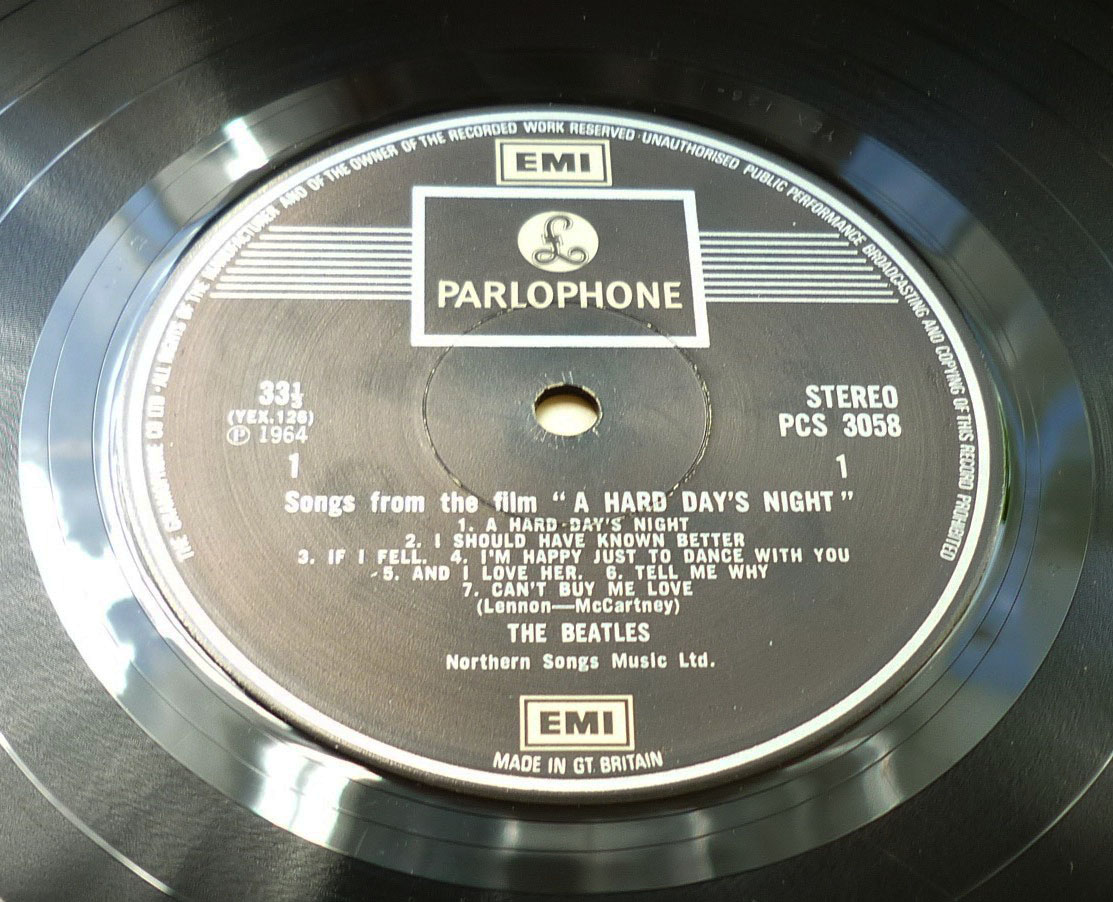 THE GRAMOPHONE CO LTD · ALL RIGHTS OF THE MANUFACTURER AND OF THE OWNER OF THE RECORDED WORK RESERVED · UNAUTHORISED PUBLIC PERFORMANCE BROADCASTING AND COPYING OF THIS RECORD PROHIBITED
EMI
£
PARLOPHONE
33⅓
(YEX.126)
℗ 1964
1
STEREO
PCS 3058
1
Songs from the film “A HARD DAY'S NIGHT”
1. A HARD DAY'S NIGHT
2. I SHOULD HAVE KNOWN BETTER
3. IF I FELL. 4. I'M HAPPY JUST TO DANCE WITH YOU
5. AND I LOVE HER. 6. TELL ME WHY
7. CAN'T BUY ME LOVE
(Lennon—McCartney)
THE BEATLES
Northern Songs Music Ltd.
EMI
MADE IN GT. BRITAIN